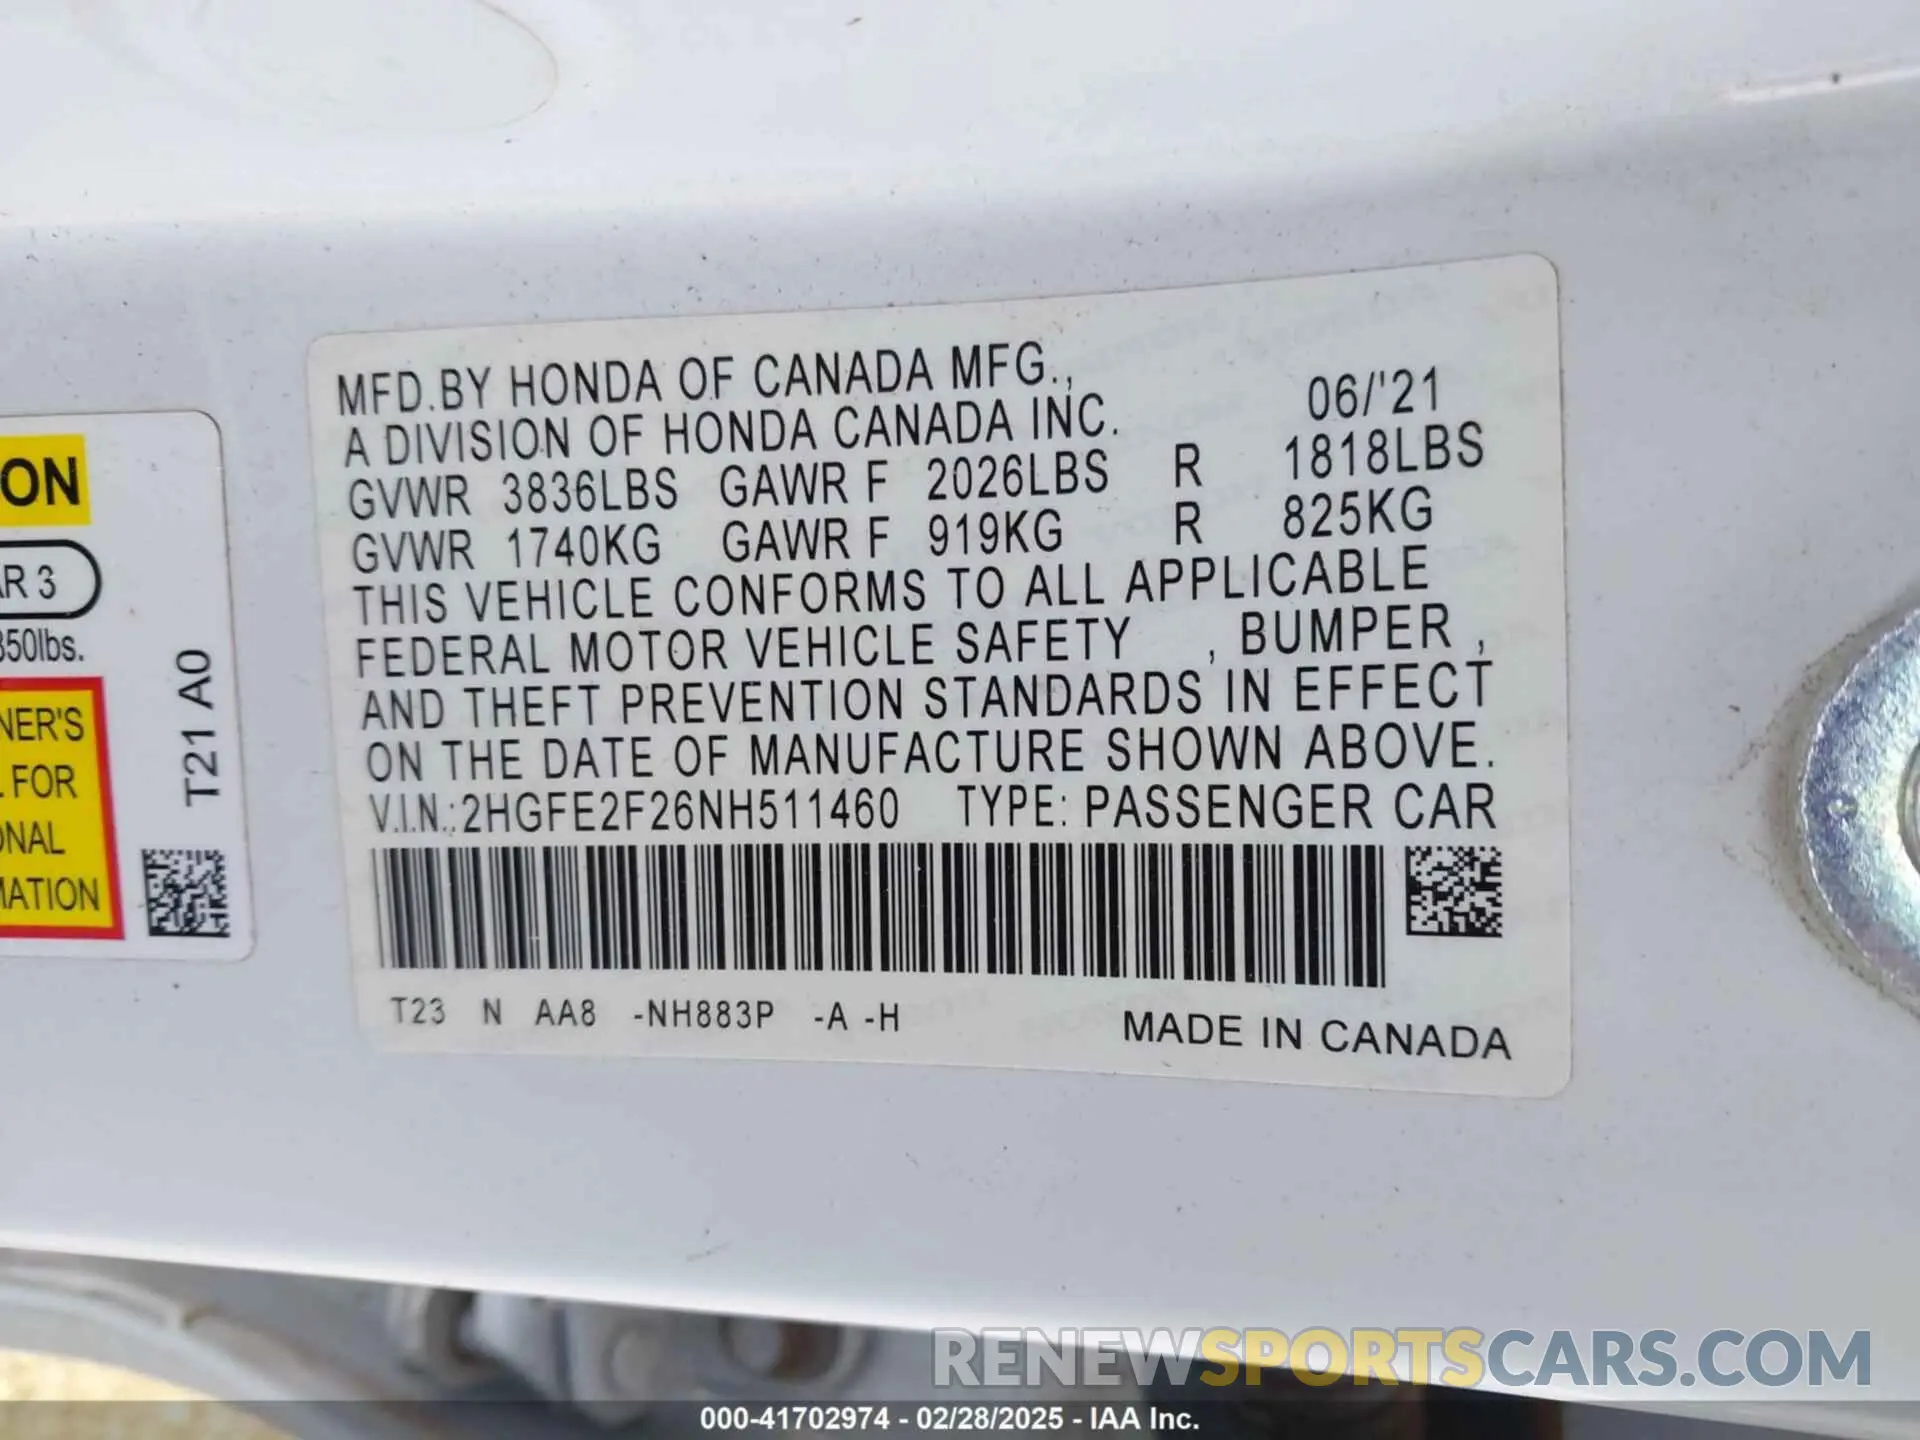 MFD.BY HONDA OF CANADA MFG.,
A DIVISION OF HONDA CANADA INC. 06/'21
GVWR 3836LBS GAWR F 2026LBS R 1818LBS
GVWR 1740KG GAWR F 919KG R 825KG
THIS VEHICLE CONFORMS TO ALL APPLICABLE
FEDERAL MOTOR VEHICLE SAFETY , BUMPER ,
AND THEFT PREVENTION STANDARDS IN EFFECT
ON THE DATE OF MANUFACTURE SHOWN ABOVE.
V.I.N.:2HGFE2F26NH511460 TYPE: PASSENGER CAR
T23 N AA8 -NH883P -A -H
MADE IN CANADA
ON
AR 3
350lbs.
NER'S
L FOR
ONAL
MATION
T21 A0
RENEWSPORTSCARS.COM
000-41702974 - 02/28/2025 - IAA Inc.